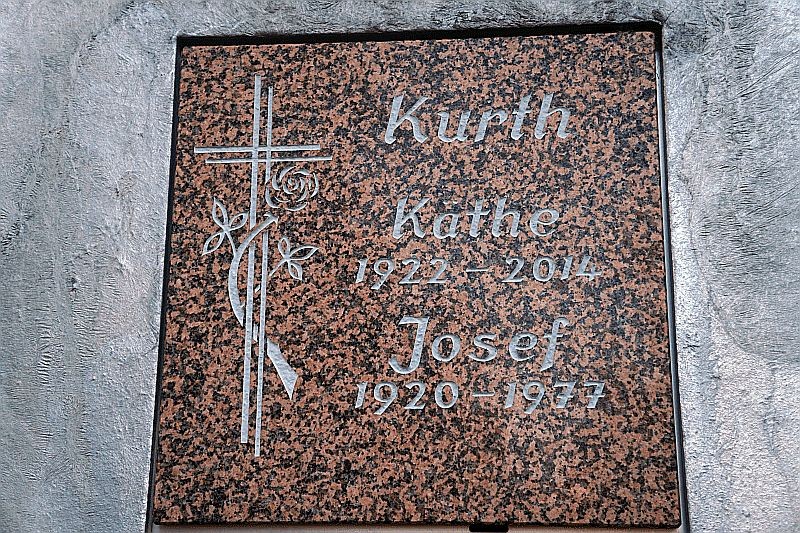 Kurth
Kathe
1922 - 2014
Josef
1920 - 1977